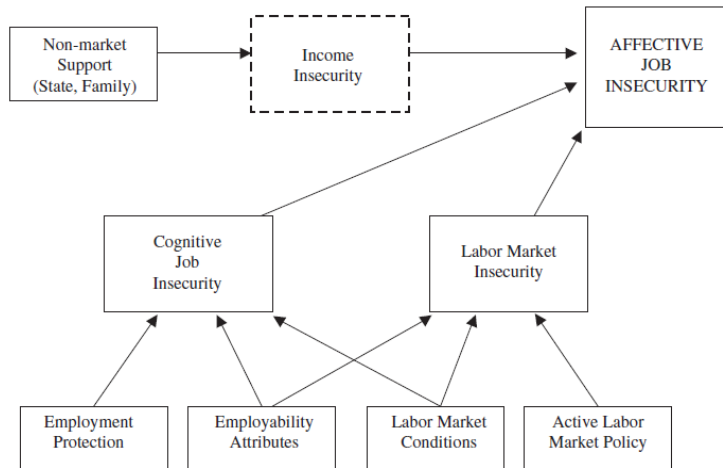 Non-market
Support
(State, Family)
Income
Insecurity
AFFECTIVE
JOB
INSECURITY
Cognitive
Job
Insecurity
Labor Market
Insecurity
Employment
Protection
Employability
Attributes
Labor Market
Conditions
Active Labor
Market Policy